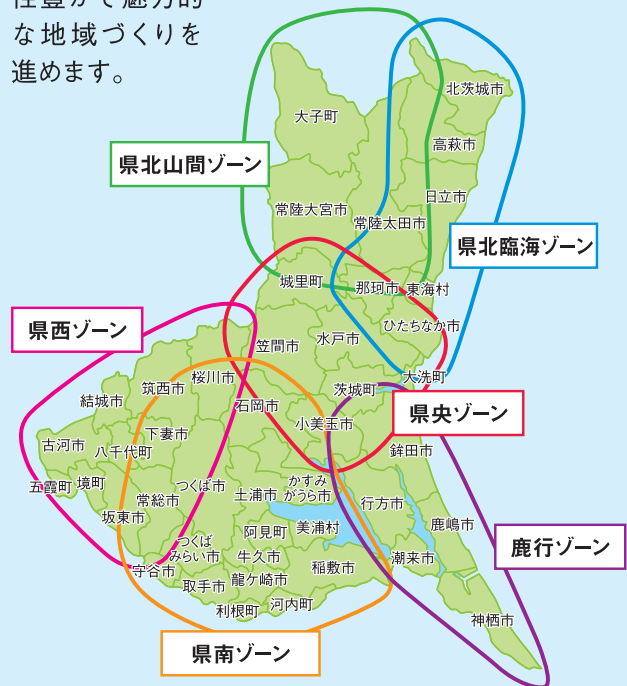 な地域づくりを
進めます。
北茨城市
大子町
高萩市
県北山間ゾーン
日立市
常陸大宮市
常陸太田市
県北臨海ゾーン
城里町
那珂市
東海村
県西ゾーン
ひたちなか市
水戸市
笠間市
桜川市
大洗町
筑西市
茨城町
結城市
石岡市
県央ゾーン
小美玉市
下妻市
古河市
八千代町
鉾田市
五霞町
境町
つくば市
かすみ
がうら市
土浦市
常総市
行方市
坂東市
鹿嶋市
阿見町
美浦村
つくば
みらい市
鹿行ゾーン
牛久市
潮来市
守谷市
稲敷市
取手市
龍ケ崎市
利根町
河内町
神栖市
県南ゾーン